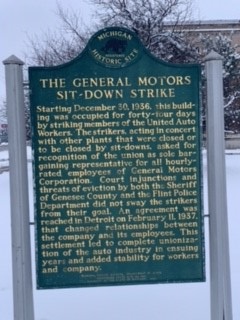 MICHIGAN
HISTORIC SITE
THE GENERAL MOTORS
SIT-DOWN STRIKE
Starting December 30, 1936, this build-
ing was occupied for forty-four days
by striking members of the United Auto
Workers. The strikers, acting in concert
with other plants that were closed or
to be closed by sit-downs, asked for
recognition of the union as sole bar-
gaining representative for all hourly-
rated employees of General Motors
Corporation. Court injunctions and
threats of eviction by both the Sheriff
of Genesee County and the Flint Police
Department did not sway the strikers
from their goal. An agreement was
reached in Detroit on February 11, 1937,
that changed relationships between
the company and its employees. This
settlement led to complete unioniza-
tion of the auto industry in ensuing
years and added stability for workers
and company.